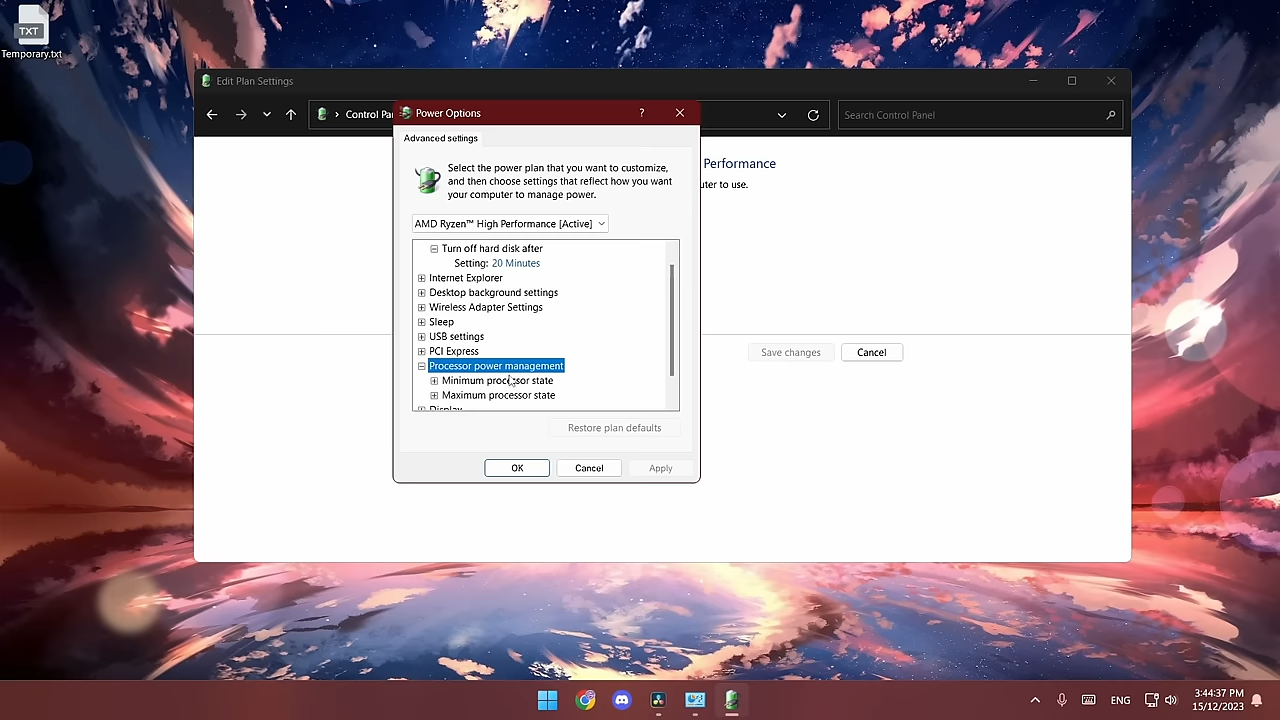 TXT
Temporary.txt
Edit Plan Settings
Control Pa
Search Control Panel
Performance
uter to use.
Save changes
Cancel
Power Options
?
Advanced settings
Select the power plan that you want to customize,
and then choose settings that reflect how you want
your computer to manage power.
AMD Ryzen™ High Performance [Active]
Turn off hard disk after
Setting: 20 Minutes
Internet Explorer
Desktop background settings
Wireless Adapter Settings
Sleep
USB settings
PCI Express
Processor power management
Minimum processor state
Maximum processor state
Display
Restore plan defaults
OK
Cancel
Apply
ENG
3:44:37 PM
15/12/2023